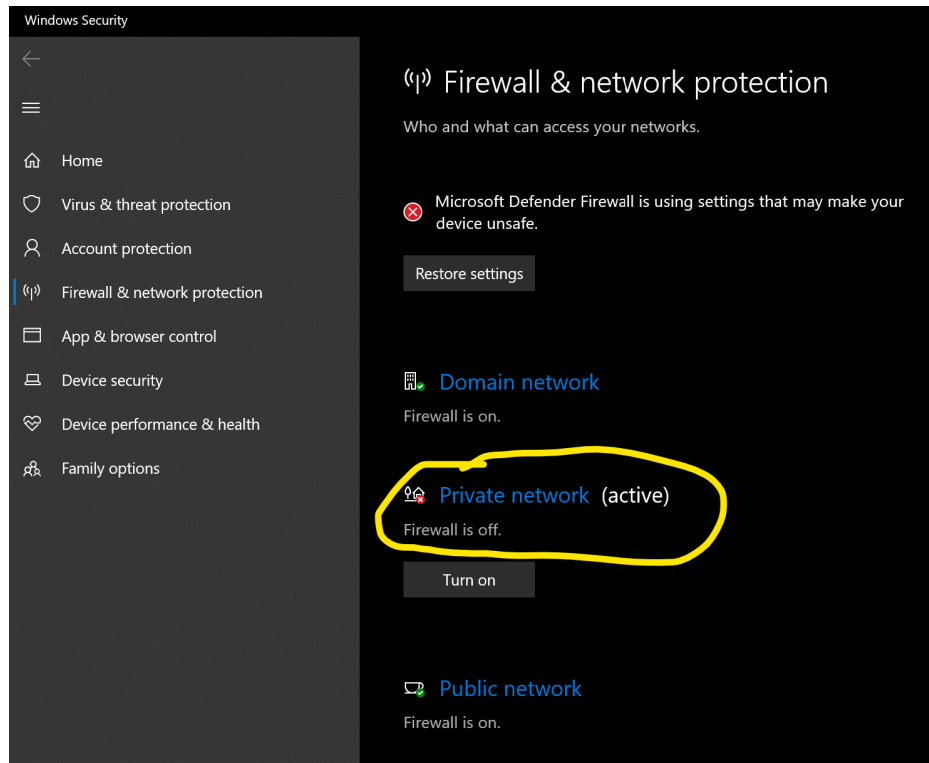 Windows Security
Home
Virus & threat protection
Account protection
Firewall & network protection
App & browser control
Device security
Device performance & health
Family options
Firewall & network protection
Who and what can access your networks.
Microsoft Defender Firewall is using settings that may make your
device unsafe.
Restore settings
Domain network
Firewall is on.
Private network (active)
Firewall is off.
Turn on
Public network
Firewall is on.